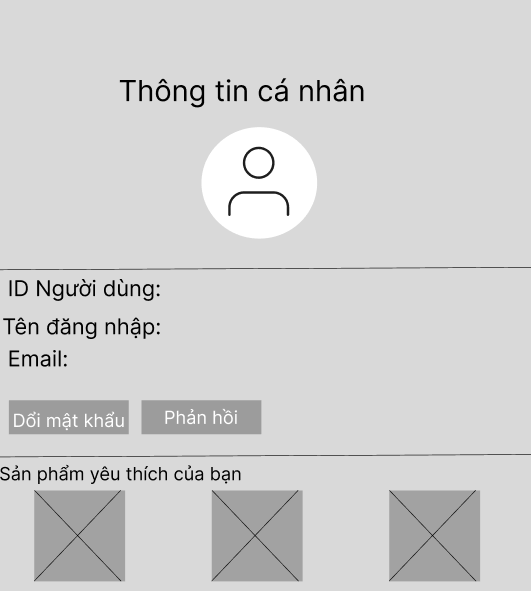 Thông tin cá nhân
ID Người dùng:
Tên đăng nhập:
Email:
Dổi mật khẩu
Phản hồi
Sản phẩm yêu thích của bạn